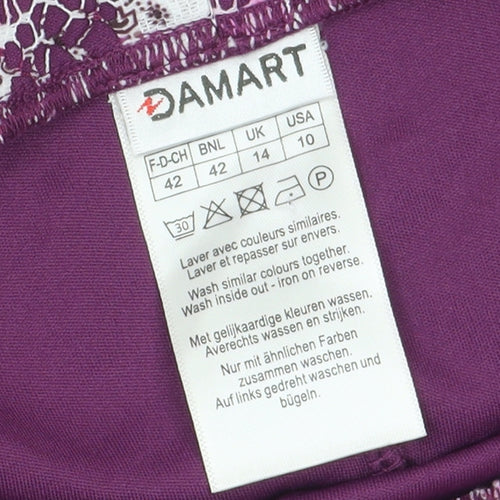 DAMART
F-D-CH BNL UK USA
42 42 14 10
30 P
Laver avec couleurs similaires.
Laver et repasser sur envers.
Wash similar colours together.
Wash inside out - iron on reverse.
Met gelijkaardige kleuren wassen.
Averechts wassen en strijken.
Nur mit ähnlichen Farben
zusammen waschen.
Auf links gedreht waschen und
bügeln.